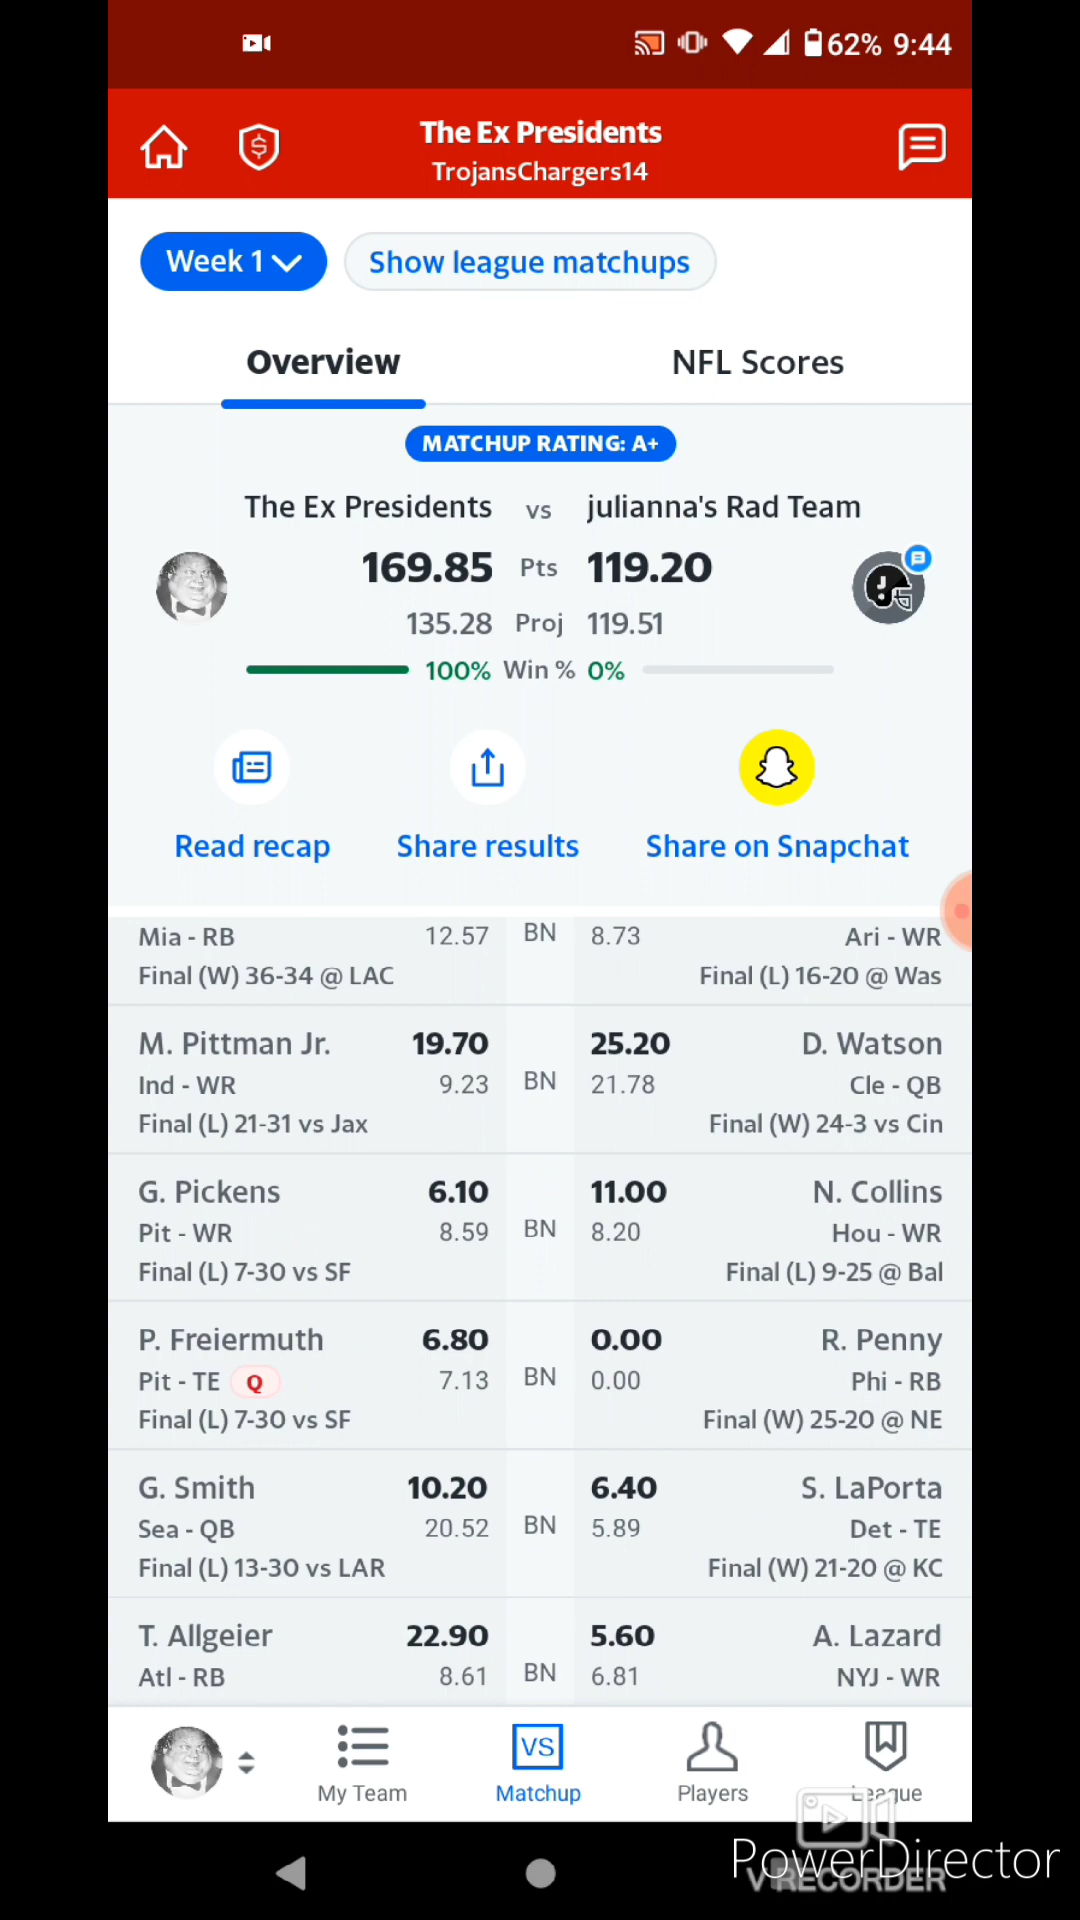 62% 9:44
The Ex Presidents
TrojansChargers14
Week 1 Show league matchups
Overview NFL Scores
MATCHUP RATING: A+
The Ex Presidents vs julianna's Rad Team
169.85 Pts 119.20
135.28 Proj 119.51
100% Win % 0%
Read recap Share results Share on Snapchat
Mia - RB 12.57 BN 8.73 Ari - WR
Final (W) 36-34 @ LAC Final (L) 16-20 @ Was
M. Pittman Jr. 19.70 25.20 D. Watson
Ind - WR 9.23 BN 21.78 Cle - QB
Final (L) 21-31 vs Jax Final (W) 24-3 vs Cin
G. Pickens 6.10 11.00 N. Collins
Pit - WR 8.59 BN 8.20 Hou - WR
Final (L) 7-30 vs SF Final (L) 9-25 @ Bal
P. Freiermuth 6.80 0.00 R. Penny
Pit - TE Q 7.13 BN 0.00 Phi - RB
Final (L) 7-30 vs SF Final (W) 25-20 @ NE
G. Smith 10.20 6.40 S. LaPorta
Sea - QB 20.52 BN 5.89 Det - TE
Final (L) 13-30 vs LAR Final (W) 21-20 @ KC
T. Allgeier 22.90 5.60 A. Lazard
Atl - RB 8.61 BN 6.81 NYJ - WR
VS
My Team Matchup Players League
PowerDirector
V RECORDER